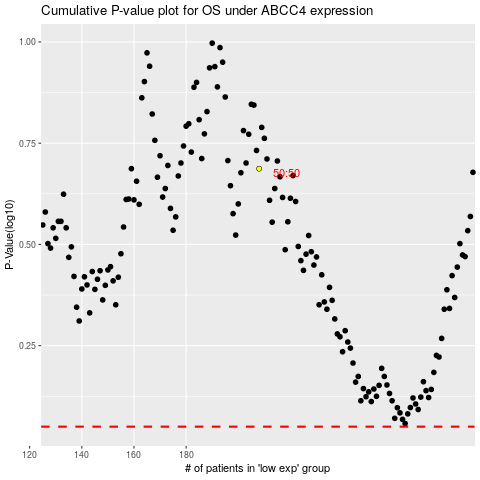 Cumulative P-value plot for OS under ABCC4 expression
P-Value(log10)
1.00
0.75
0.50
0.25
50:50
120 140 160 180
# of patients in 'low exp' group